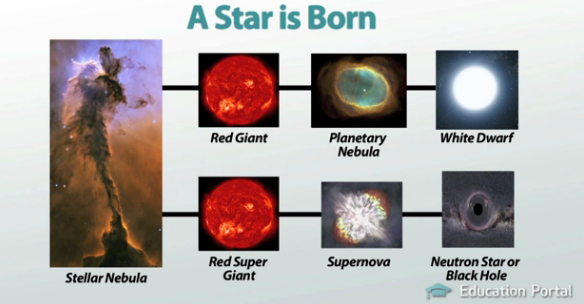 A Star is Born
Red Giant
Planetary
Nebula
White Dwarf
Stellar Nebula
Red Super
Giant
Supernova
Neutron Star or
Black Hole
Education Portal